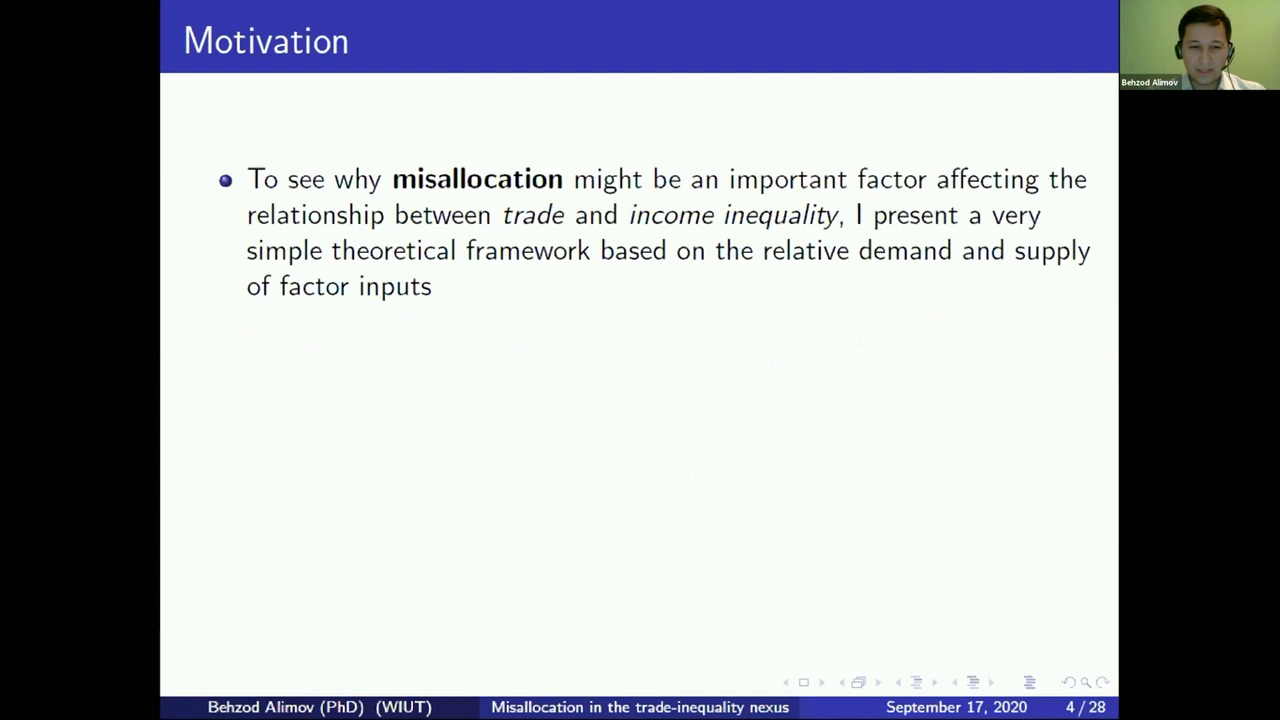 Motivation
Behzod Alimov
To see why misallocation might be an important factor affecting the
relationship between trade and income inequality, I present a very
simple theoretical framework based on the relative demand and supply
of factor inputs
Behzod Alimov (PhD) (WIUT) Misallocation in the trade-inequality nexus September 17, 2020 4 / 28